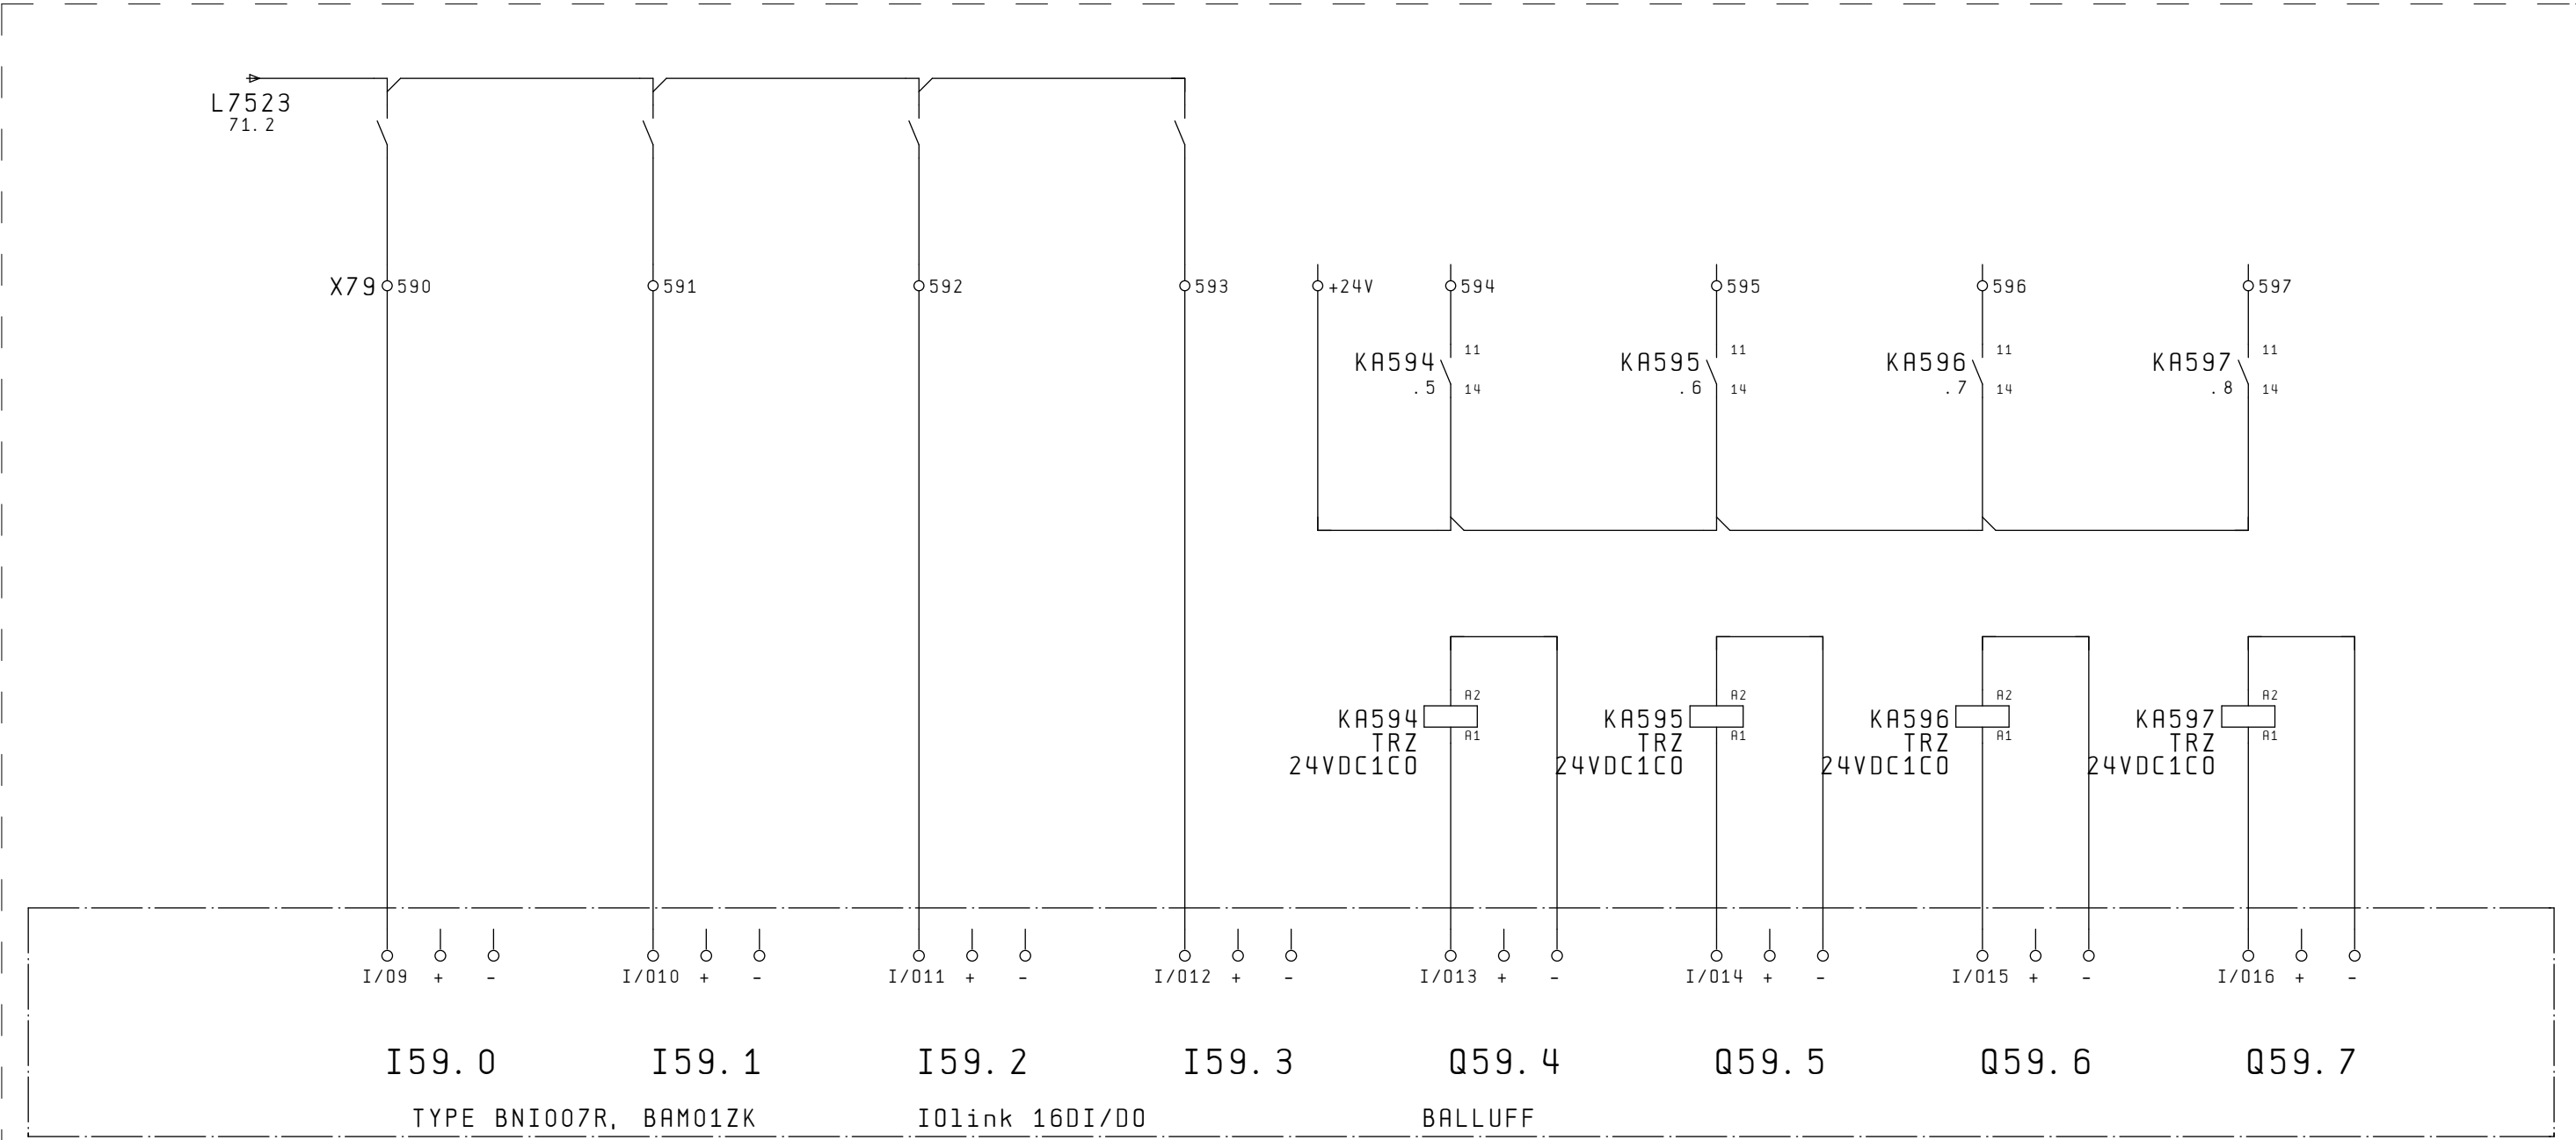 L7523
71.2
X79 590 591 592 593 +24V 594 595 596 597
11 11 11 11
KA594 KA595 KA596 KA597
.5 14 .6 14 .7 14 .8 14
A2 A2 A2 A2
KA594 KA595 KA596 KA597
A1 A1 A1 A1
TRZ TRZ TRZ TRZ
24VDC1CO 24VDC1CO 24VDC1CO 24VDC1CO
I/O9 + - I/O10 + - I/O11 + - I/O12 + - I/O13 + - I/O14 + - I/O15 + - I/O16 + -
I59.0 I59.1 I59.2 I59.3 Q59.4 Q59.5 Q59.6 Q59.7
TYPE BNI007R, BAM01ZK IOlink 16DI/DO BALLUFF